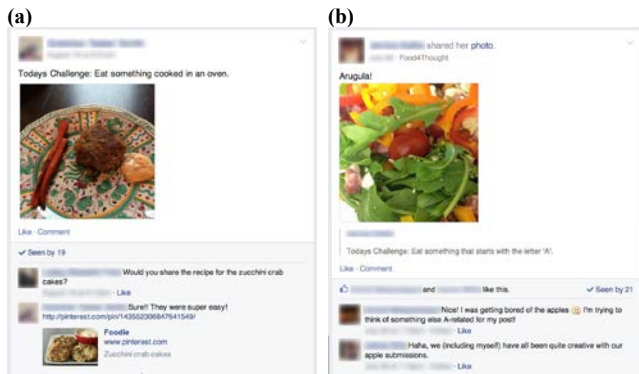 (a)
Todays Challenge: Eat something cooked in an oven.
Like · Comment
Seen by 19
Would you share the recipe for the zucchini crab
cakes?
Like
Sure!! They were super easy!
http://pinterest.com/pin/143552306847641549/
Foodie
www.pinterest.com
Zucchini crab cakes
(b)
shared her photo.
Food4Thought
Arugula!
Todays Challenge: Eat something that starts with the letter 'A'.
Like · Comment
and like this.
Seen by 21
Nice! I was getting bored of the apples I'm trying to
think of something else A-related for my post!
Like
Haha, we (including myself) have all been quite creative with our
apple submissions.
Like